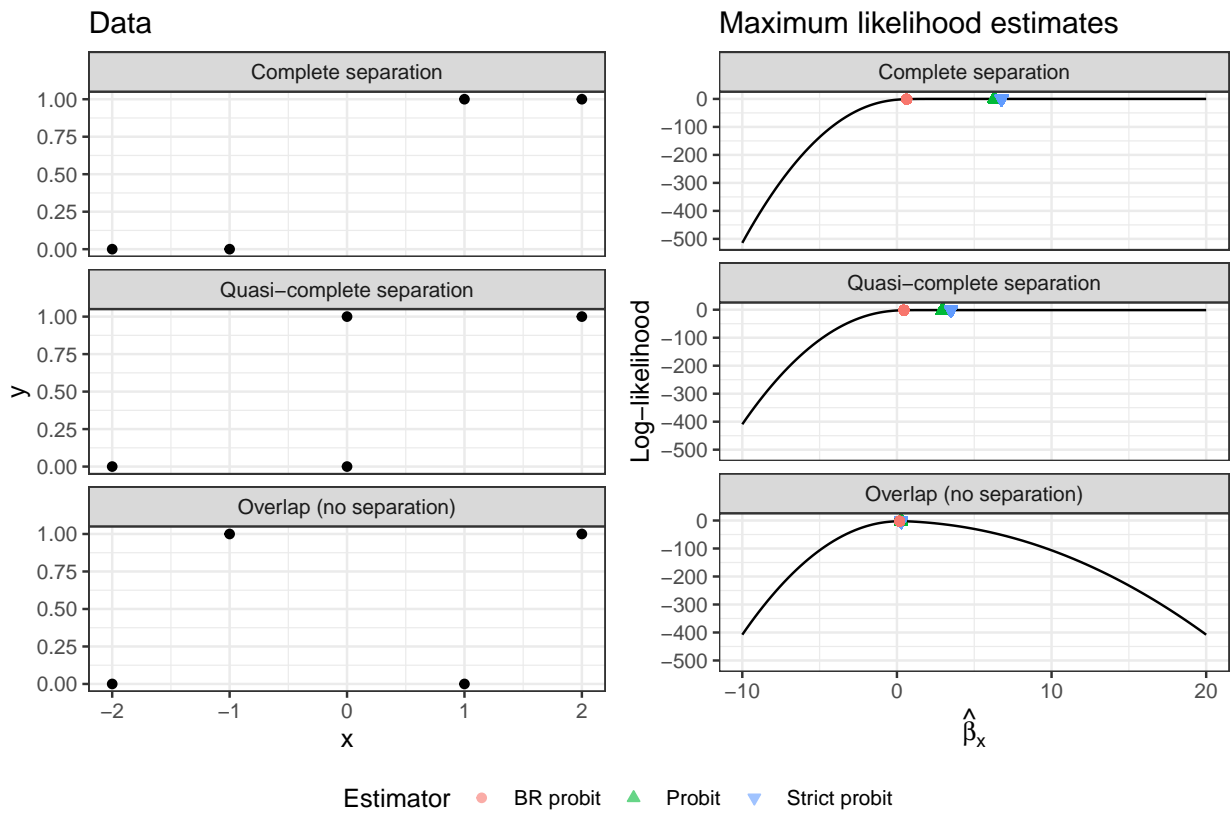 Data
Complete separation
1.00
0.75
0.50
0.25
0.00
Quasi−complete separation
1.00
0.75
0.50
0.25
0.00
Overlap (no separation)
1.00
0.75
0.50
0.25
0.00
−2 −1 0 1 2
x
y
Maximum likelihood estimates
Complete separation
0
−100
−200
−300
−400
−500
Quasi−complete separation
0
−100
−200
−300
−400
−500
Overlap (no separation)
0
−100
−200
−300
−400
−500
−10 0 10 20
β̂x
Log−likelihood
Estimator BR probit Probit Strict probit